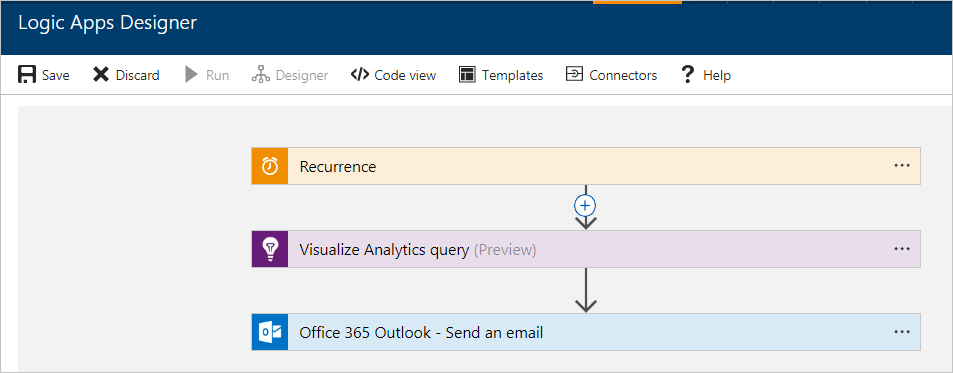 Logic Apps Designer
Save Discard Run Designer Code view Templates Connectors Help
Recurrence
Visualize Analytics query (Preview)
Office 365 Outlook - Send an email